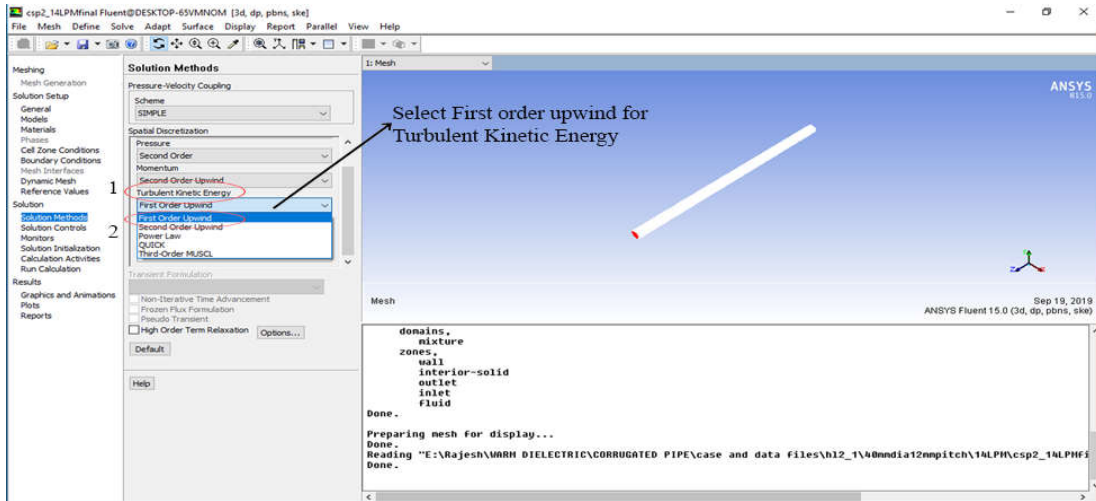 csp2_14LPMfinal Fluent@DESKTOP-65VMNOM [3d, dp, pbns, ske]
File Mesh Define Solve Adapt Surface Display Report Parallel View Help
Meshing
Mesh Generation
Solution Setup
General
Models
Materials
Phases
Cell Zone Conditions
Boundary Conditions
Mesh Interfaces
Dynamic Mesh
Reference Values
Solution
Solution Methods
Solution Controls
Monitors
Solution Initialization
Calculation Activities
Run Calculation
Results
Graphics and Animations
Plots
Reports
Solution Methods
Pressure-Velocity Coupling
Scheme
SIMPLE
Spatial Discretization
Pressure
Second Order
Momentum
Second Order Upwind
1
Turbulent Kinetic Energy
First Order Upwind
2
First Order Upwind
Second Order Upwind
Power Law
QUICK
Third-Order MUSCL
Transient Formulation
Non-Iterative Time Advancement
Frozen Flux Formulation
Pseudo Transient
High Order Term Relaxation Options...
Default
Help
1: Mesh
ANSYS
R15.0
Select First order upwind for
Turbulent Kinetic Energy
Mesh
Sep 19, 2019
ANSYS Fluent 15.0 (3d, dp, pbns, ske)
domains,
mixture
zones,
wall
interior-solid
outlet
inlet
fluid
Done.
Preparing mesh for display...
Done.
Reading "E:\Rajesh\WARM DIELECTRIC\CORRUGATED PIPE\case and data files\hl2_1\40mmdia12mmpitch\14LPM\csp2_14LPMfi
Done.